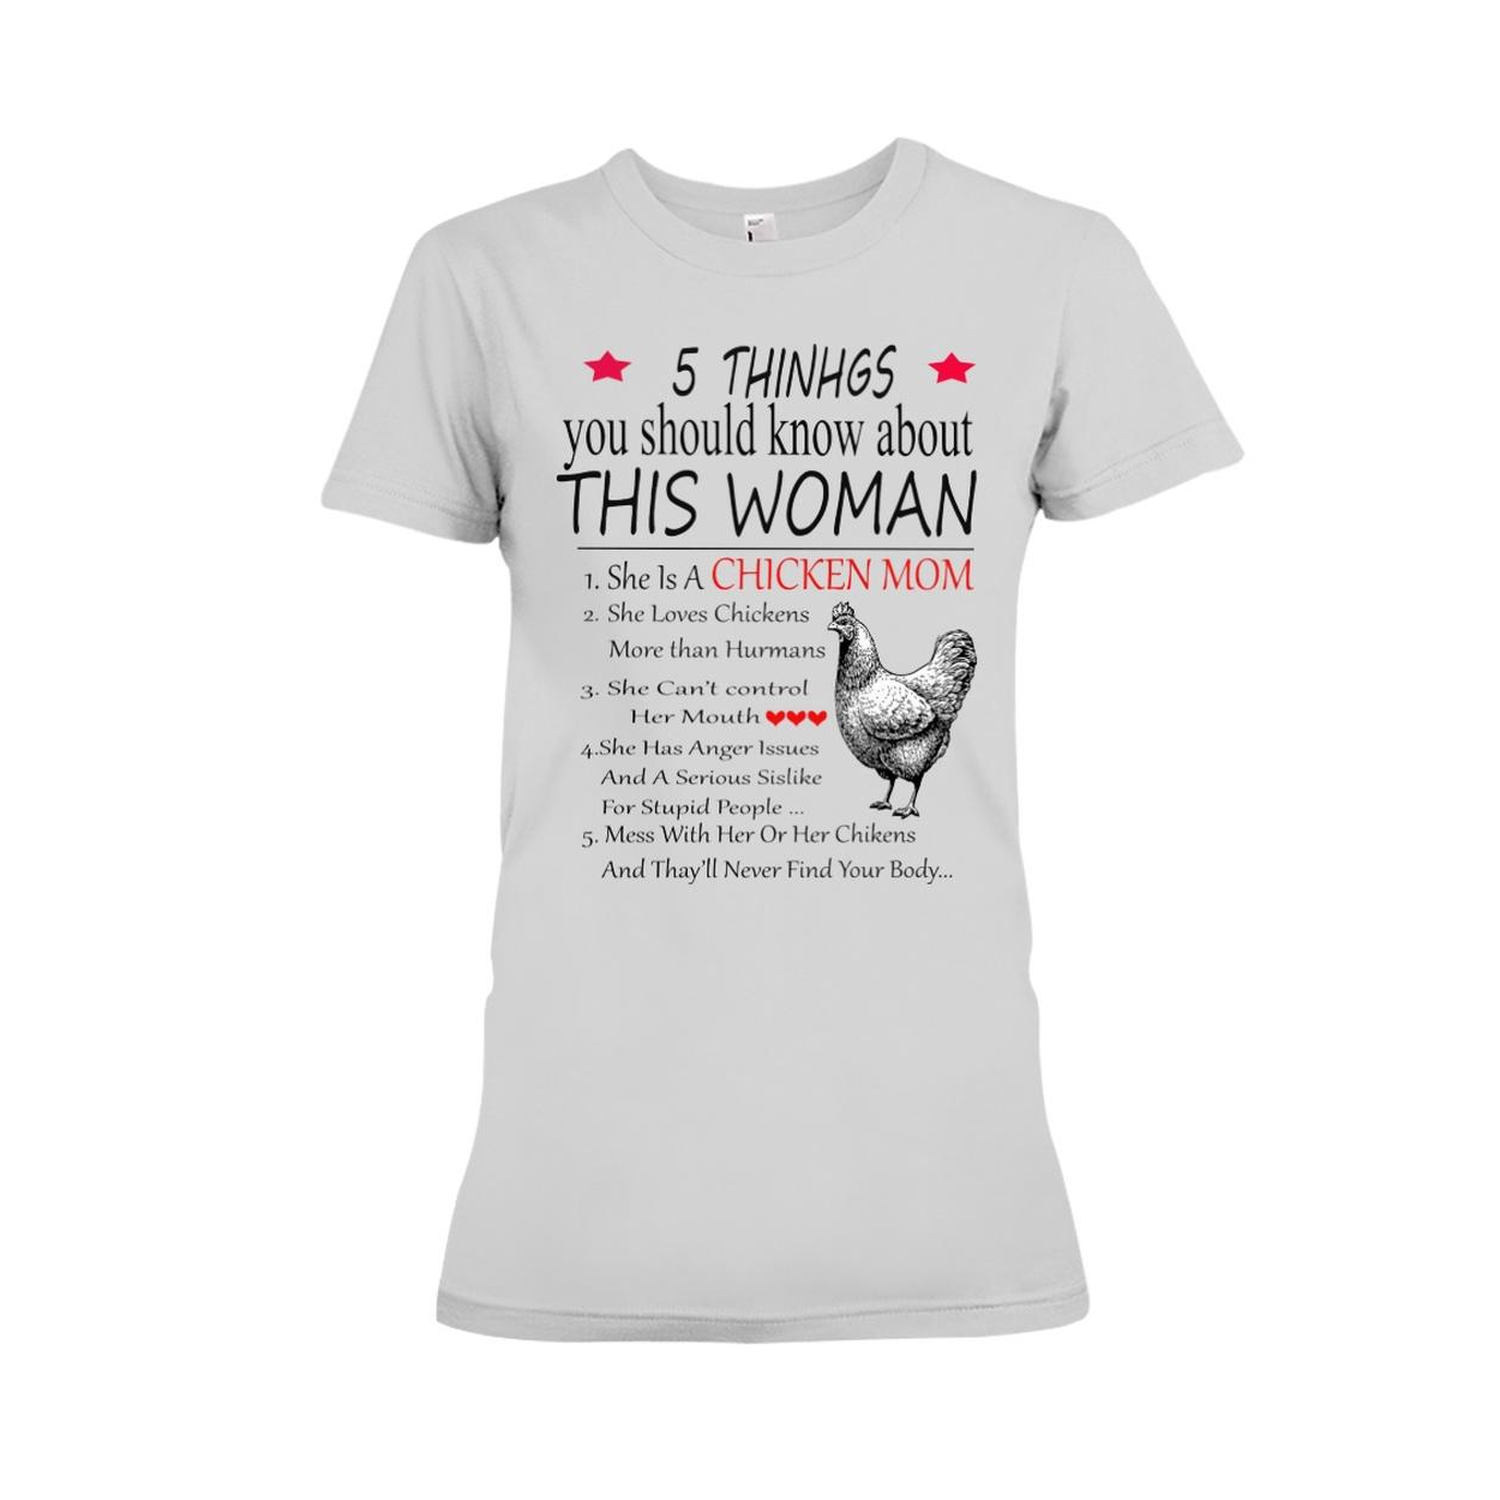 5 THINHGS
you should know about
THIS WOMAN
1. She Is A CHICKEN MOM
2. She Loves Chickens
More than Hurmans
3. She Can't control
Her Mouth
4.She Has Anger Issues
And A Serious Sislike
For Stupid People ...
5. Mess With Her Or Her Chikens
And Thay'll Never Find Your Body...